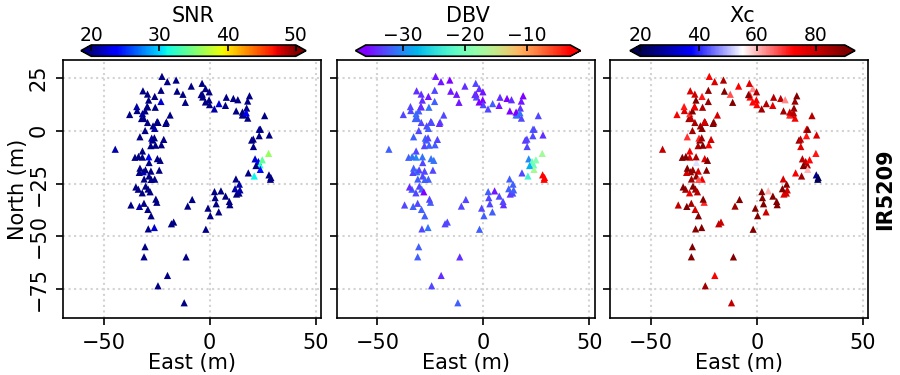 SNR DBV Xc
20 30 40 50 −30 −20 −10 20 40 60 80
25
0
−25
−50
−75
North (m)
−50 0 50 −50 0 50 −50 0 50
East (m) East (m) East (m)
IR5209